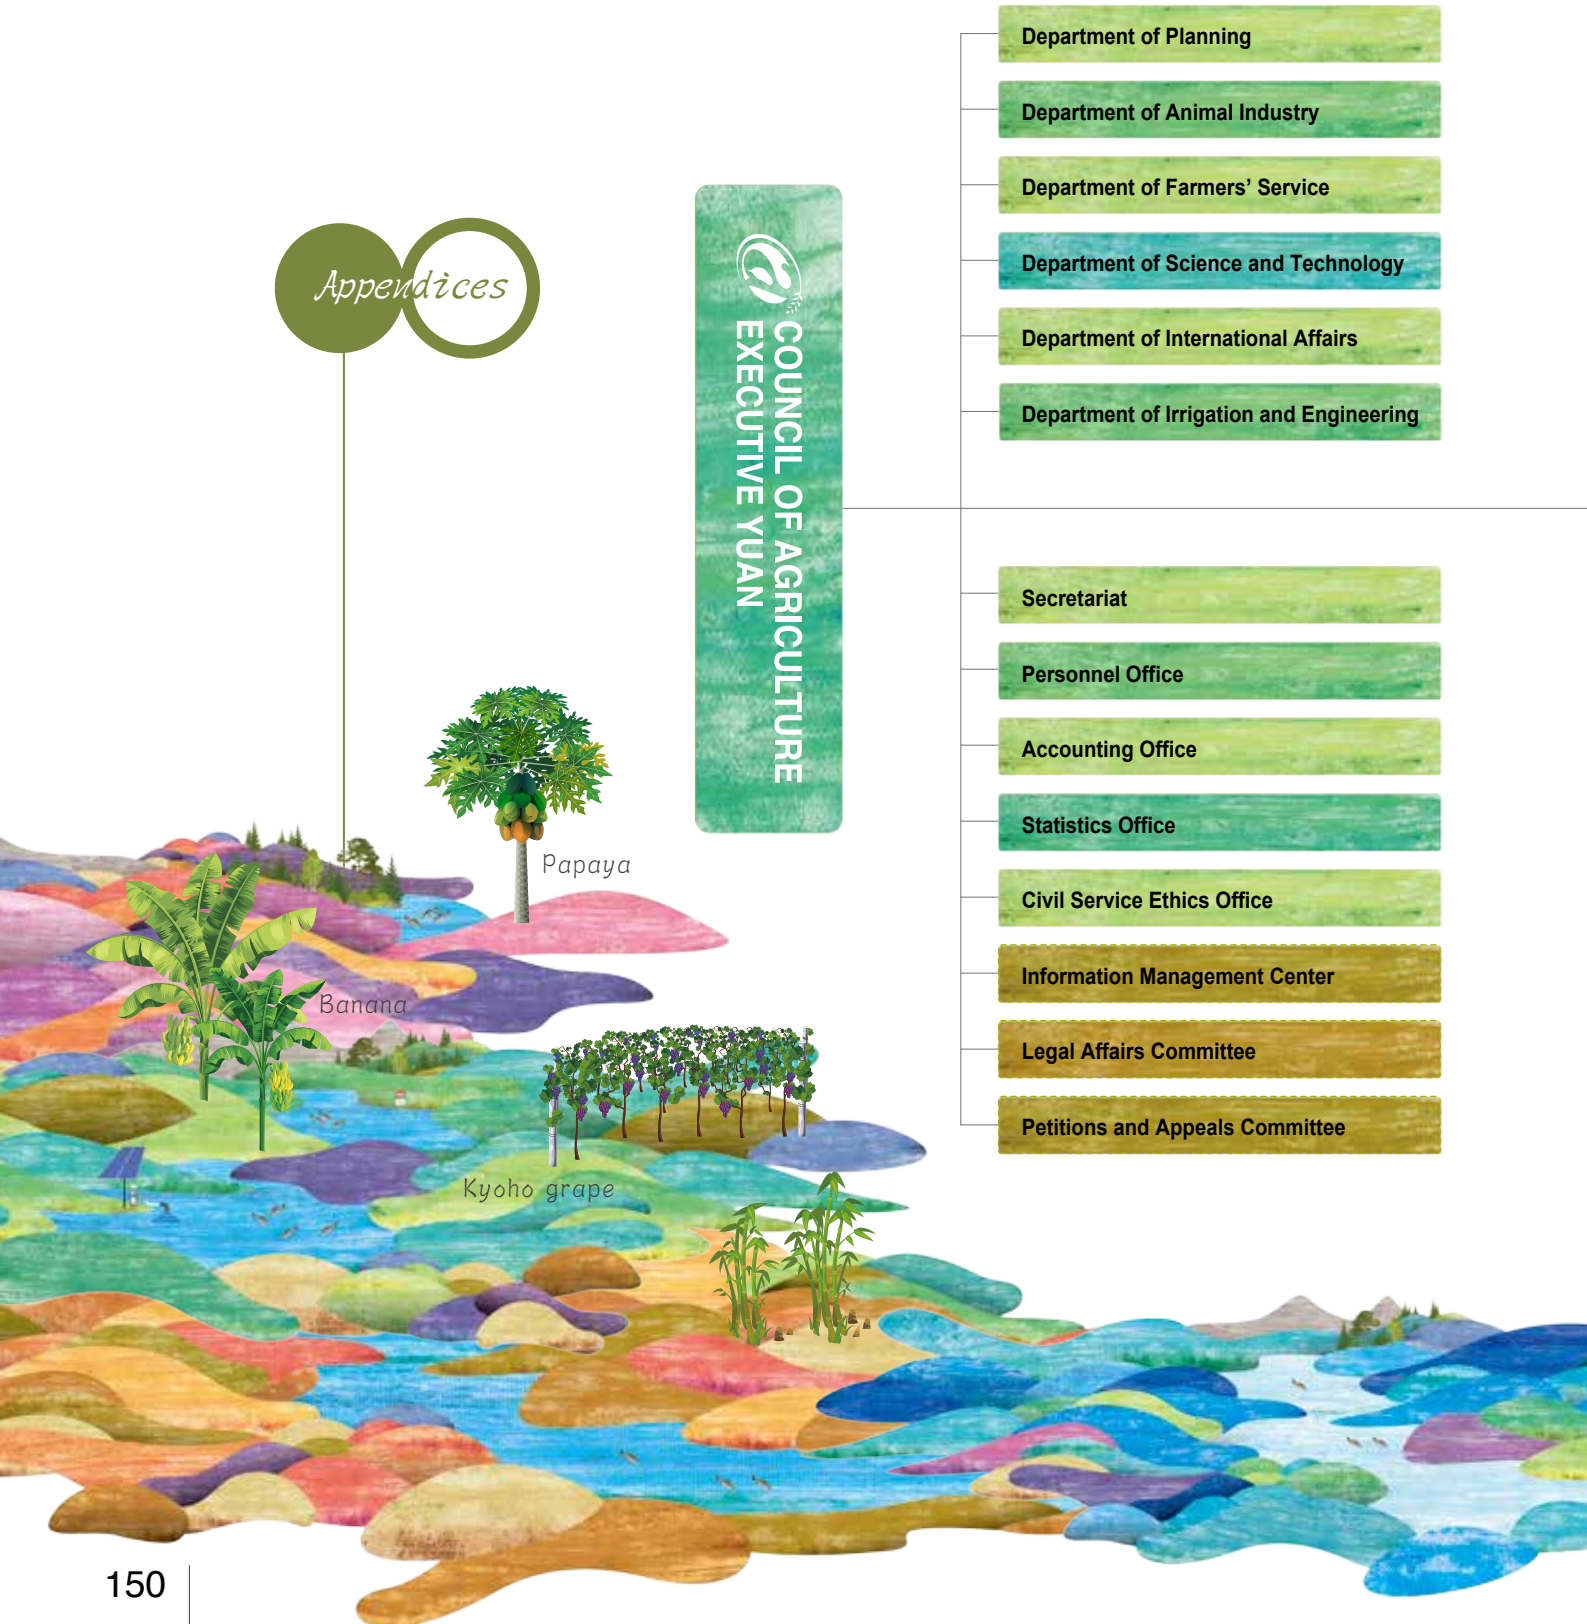 Appendices
COUNCIL OF AGRICULTURE
EXECUTIVE YUAN
Department of Planning
Department of Animal Industry
Department of Farmers’ Service
Department of Science and Technology
Department of International Affairs
Department of Irrigation and Engineering
Secretariat
Personnel Office
Accounting Office
Statistics Office
Civil Service Ethics Office
Information Management Center
Legal Affairs Committee
Petitions and Appeals Committee
Papaya
Banana
Kyoho grape
150